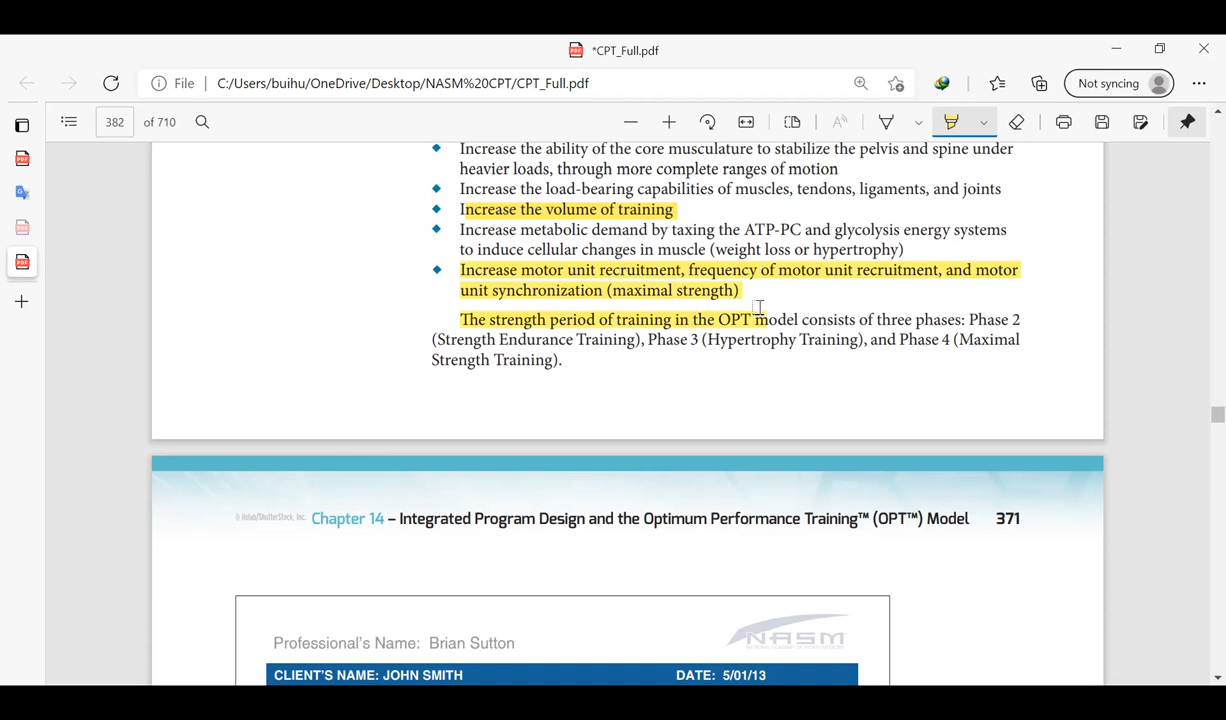 *CPT_Full.pdf
File C:/Users/buihu/OneDrive/Desktop/NASM%20CPT/CPT_Full.pdf Not syncing
382 of 710
Increase the ability of the core musculature to stabilize the pelvis and spine under
heavier loads, through more complete ranges of motion
Increase the load-bearing capabilities of muscles, tendons, ligaments, and joints
Increase the volume of training
Increase metabolic demand by taxing the ATP-PC and glycolysis energy systems
to induce cellular changes in muscle (weight loss or hypertrophy)
Increase motor unit recruitment, frequency of motor unit recruitment, and motor
unit synchronization (maximal strength)
The strength period of training in the OPT model consists of three phases: Phase 2
(Strength Endurance Training), Phase 3 (Hypertrophy Training), and Phase 4 (Maximal
Strength Training).
Chapter 14 – Integrated Program Design and the Optimum Performance Training™ (OPT™) Model 371
Professional's Name: Brian Sutton
NASM
CLIENT'S NAME: JOHN SMITH DATE: 5/01/13